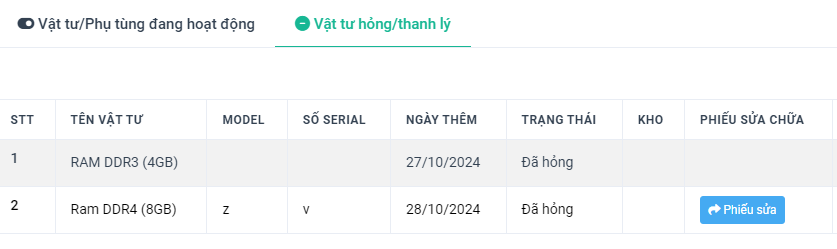 Vật tư/Phụ tùng đang hoạt động Vật tư hỏng/thanh lý
STT TÊN VẬT TƯ MODEL SỐ SERIAL NGÀY THÊM TRẠNG THÁI KHO PHIẾU SỬA CHỮA
1 RAM DDR3 (4GB) 27/10/2024 Đã hỏng
2 Ram DDR4 (8GB) z v 28/10/2024 Đã hỏng Phiếu sửa